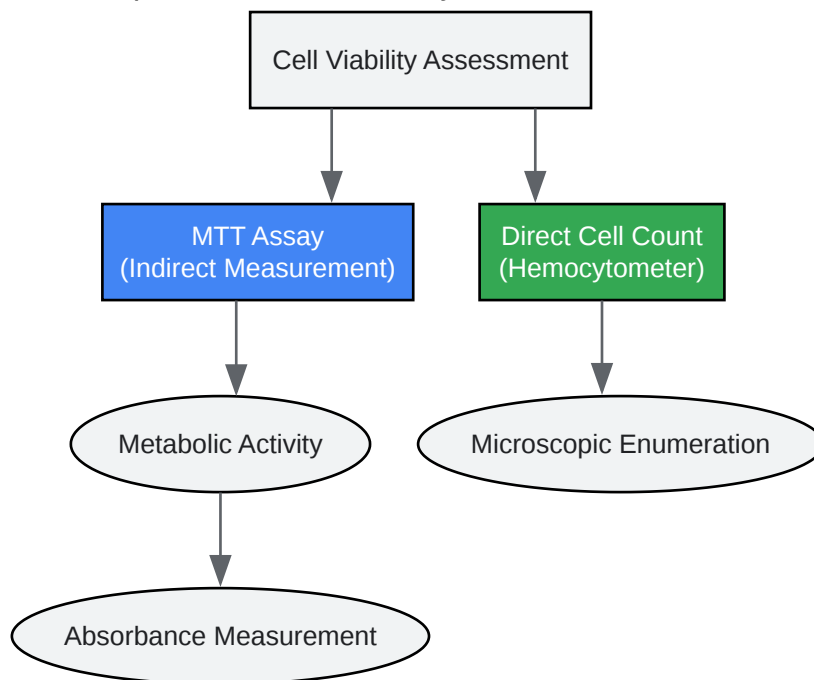 Cell Viability Assessment
MTT Assay
(Indirect Measurement)
Direct Cell Count
(Hemocytometer)
Metabolic Activity
Microscopic Enumeration
Absorbance Measurement